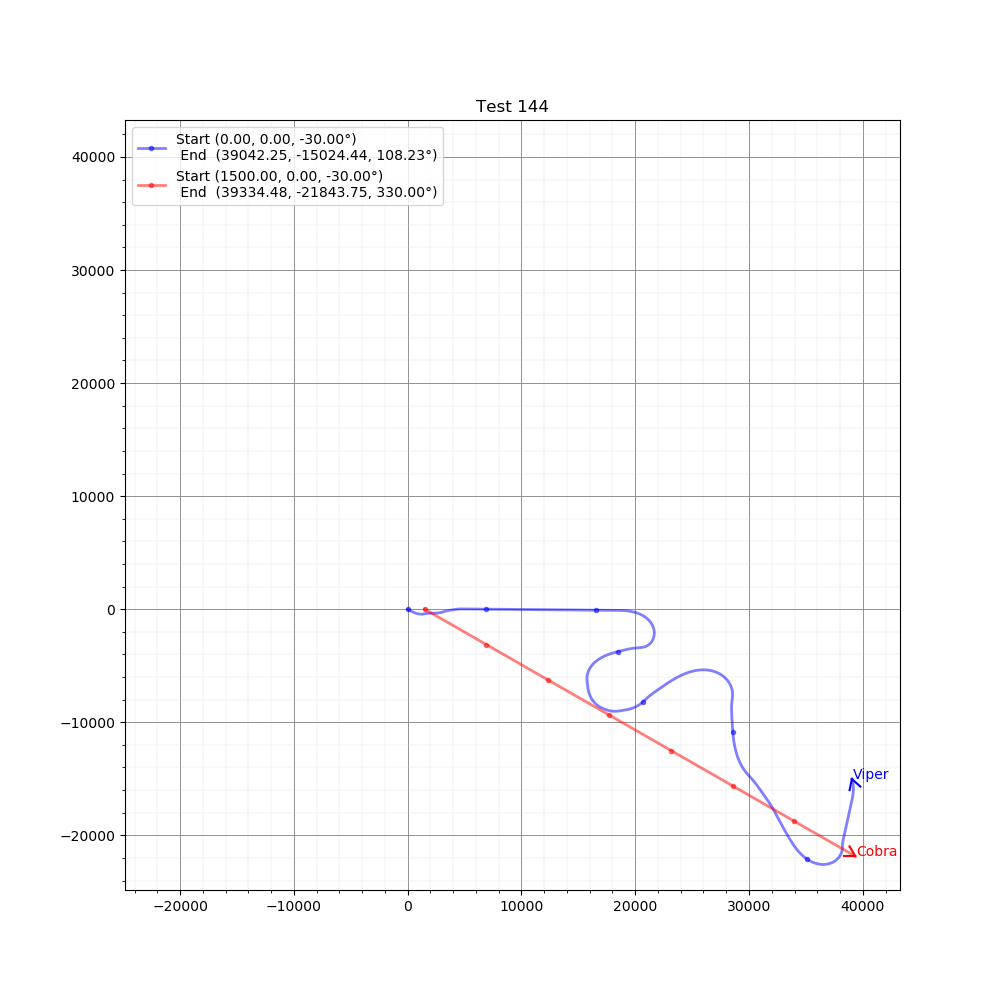 Test 144
Start (0.00, 0.00, -30.00°)
End (39042.25, -15024.44, 108.23°)
Start (1500.00, 0.00, -30.00°)
End (39334.48, -21843.75, 330.00°)
40000
30000
20000
10000
0
−10000
−20000
Viper
Cobra
−20000 −10000 0 10000 20000 30000 40000